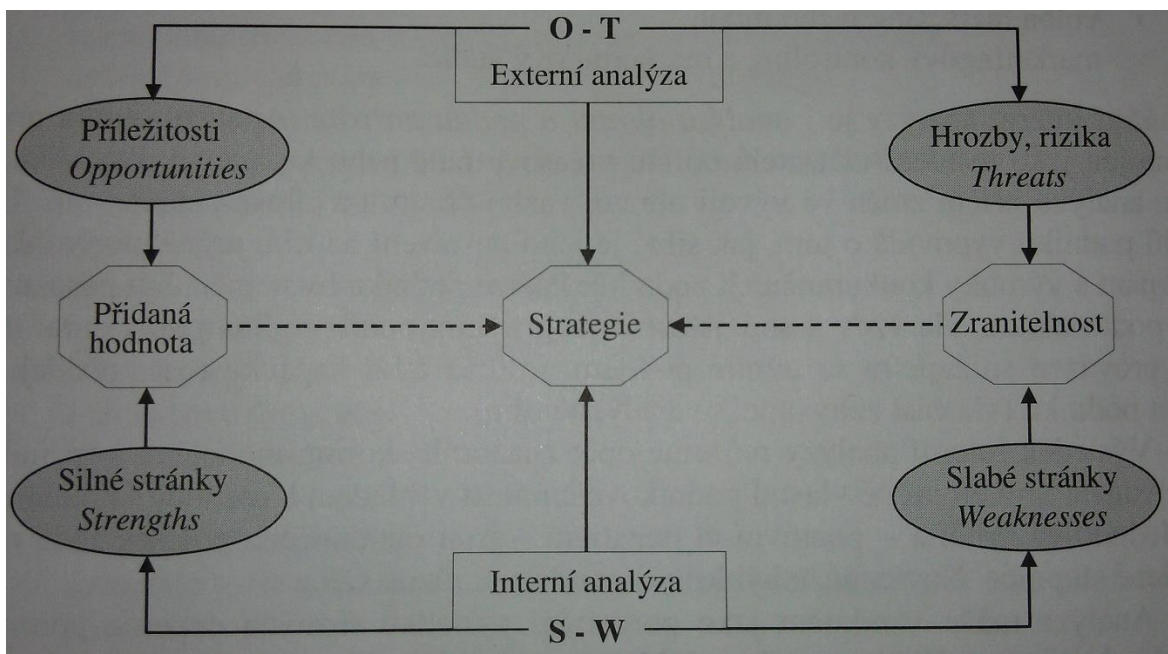 O - T
Externí analýza
Příležitosti
Opportunities
Hrozby, rizika
Threats
Přidaná
hodnota
Strategie
Zranitelnost
Silné stránky
Strengths
Slabé stránky
Weaknesses
Interní analýza
S - W